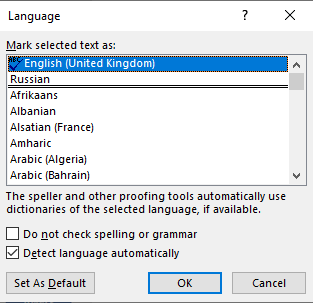 Language
Mark selected text as:
English (United Kingdom)
Russian
Afrikaans
Albanian
Alsatian (France)
Amharic
Arabic (Algeria)
Arabic (Bahrain)
The speller and other proofing tools automatically use
dictionaries of the selected language, if available.
Do not check spelling or grammar
Detect language automatically
Set As Default OK Cancel